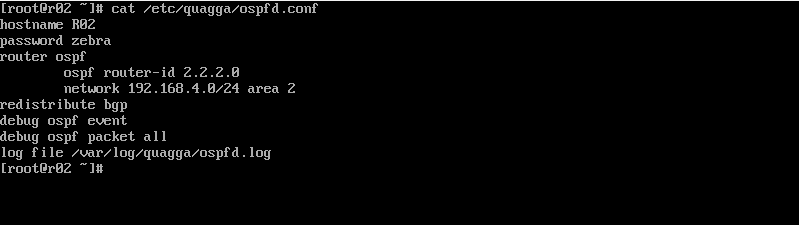 [root@r02 ~]# cat /etc/quagga/ospfd.conf
hostname R02
password zebra
router ospf
        ospf router-id 2.2.2.0
        network 192.168.4.0/24 area 2
redistribute bgp
debug ospf event
debug ospf packet all
log file /var/log/quagga/ospfd.log
[root@r02 ~]#